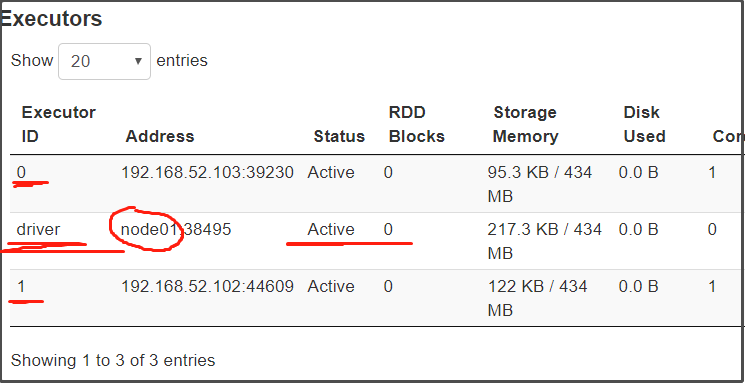 Executors
Show 20 entries
Executor ID Address Status RDD Blocks Storage Memory Disk Used
0 192.168.52.103:39230 Active 0 95.3 KB / 434 MB 0.0 B 1
driver node01:38495 Active 0 217.3 KB / 434 MB 0.0 B 0
1 192.168.52.102:44609 Active 0 122 KB / 434 MB 0.0 B 1
Showing 1 to 3 of 3 entries